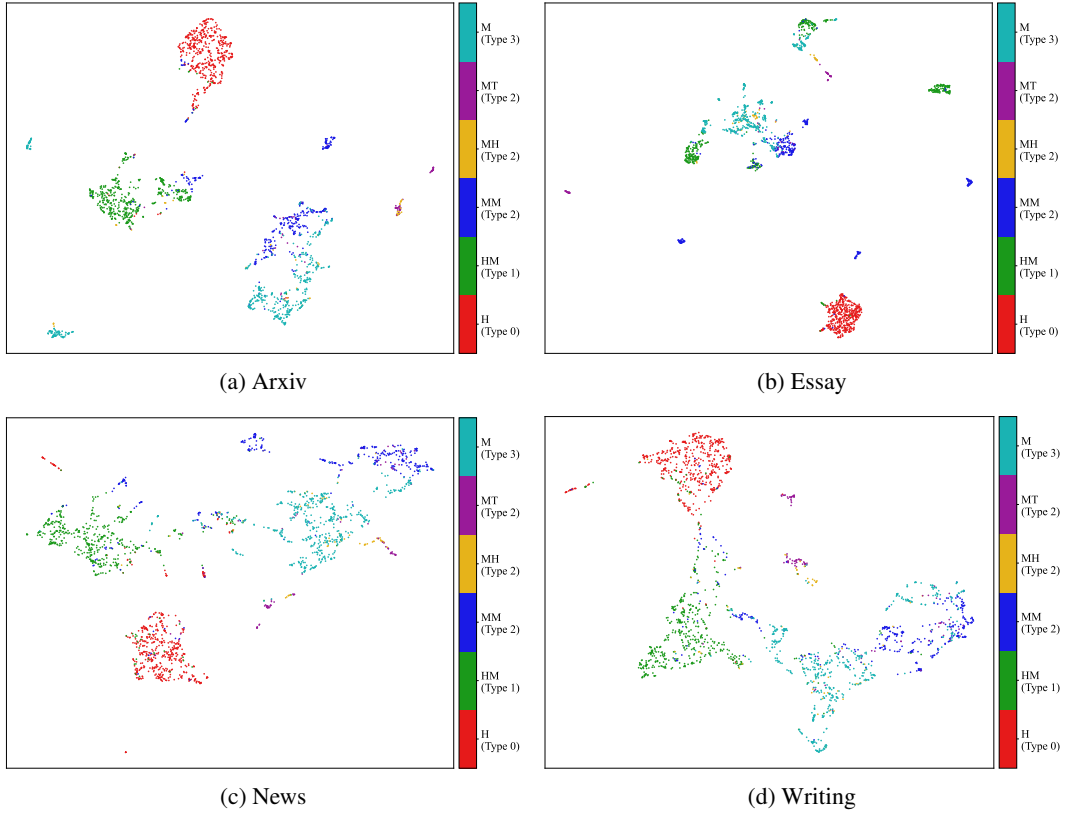 M
(Type 3)
MT
(Type 2)
MH
(Type 2)
MM
(Type 2)
HM
(Type 1)
H
(Type 0)
(a) Arxiv
M
(Type 3)
MT
(Type 2)
MH
(Type 2)
MM
(Type 2)
HM
(Type 1)
H
(Type 0)
(b) Essay
M
(Type 3)
MT
(Type 2)
MH
(Type 2)
MM
(Type 2)
HM
(Type 1)
H
(Type 0)
(c) News
M
(Type 3)
MT
(Type 2)
MH
(Type 2)
MM
(Type 2)
HM
(Type 1)
H
(Type 0)
(d) Writing